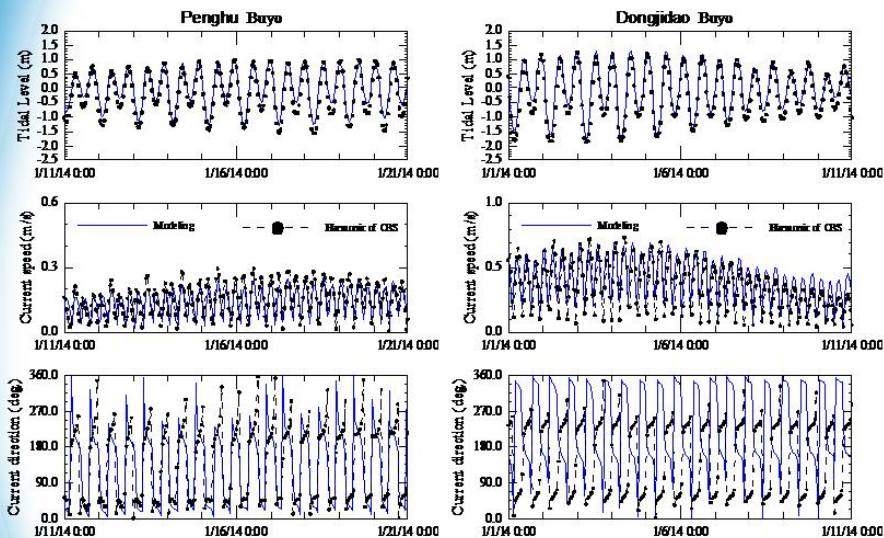 Penghu Buyo
Dongjidao Buyo
Tidal Level (m)
2.0
1.5
1.0
0.5
0.0
-0.5
-1.0
-1.5
-2.0
-2.5
1/11/14 0:00 1/16/14 0:00 1/21/14 0:00
Tidal Level (m)
2.0
1.5
1.0
0.5
0.0
-0.5
-1.0
-1.5
-2.0
-2.5
1/1/14 0:00 1/6/14 0:00 1/11/14 0:00
Current speed (m/s)
0.6
0.3
0.0
Modeling Harmonic of OBS
1/11/14 0:00 1/16/14 0:00 1/21/14 0:00
Current speed (m/s)
1.0
0.5
0.0
Modeling Harmonic of OBS
1/1/14 0:00 1/6/14 0:00 1/11/14 0:00
Current direction (deg.)
360.0
270.0
180.0
90.0
0.0
1/11/14 0:00 1/16/14 0:00 1/21/14 0:00
Current direction (deg.)
360.0
270.0
180.0
90.0
0.0
1/1/14 0:00 1/6/14 0:00 1/11/14 0:00